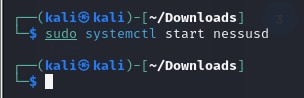 ┌──(kali㉿kali)-[~/Downloads]
└─$ sudo systemctl start nessusd
┌──(kali㉿kali)-[~/Downloads]
└─$